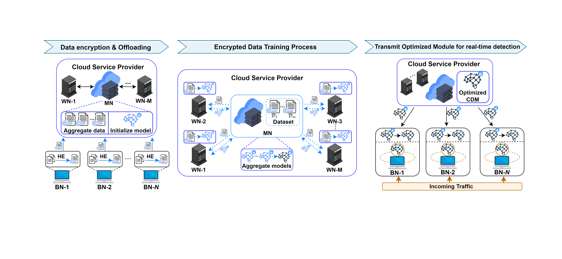 Data encryption & Offloading
Cloud Service Provider
WN-1
MN
WN-M
Aggregate data
Initialize model
HE
HE
HE
BN-1
BN-2
BN-N
Encrypted Data Training Process
Cloud Service Provider
WN-2
Dataset
WN-3
MN
WN-1
Aggregate models
WN-M
Transmit Optimized Module for real-time detection
Cloud Service Provider
Optimized
CDM
BN-1
BN-2
BN-N
Incoming Traffic